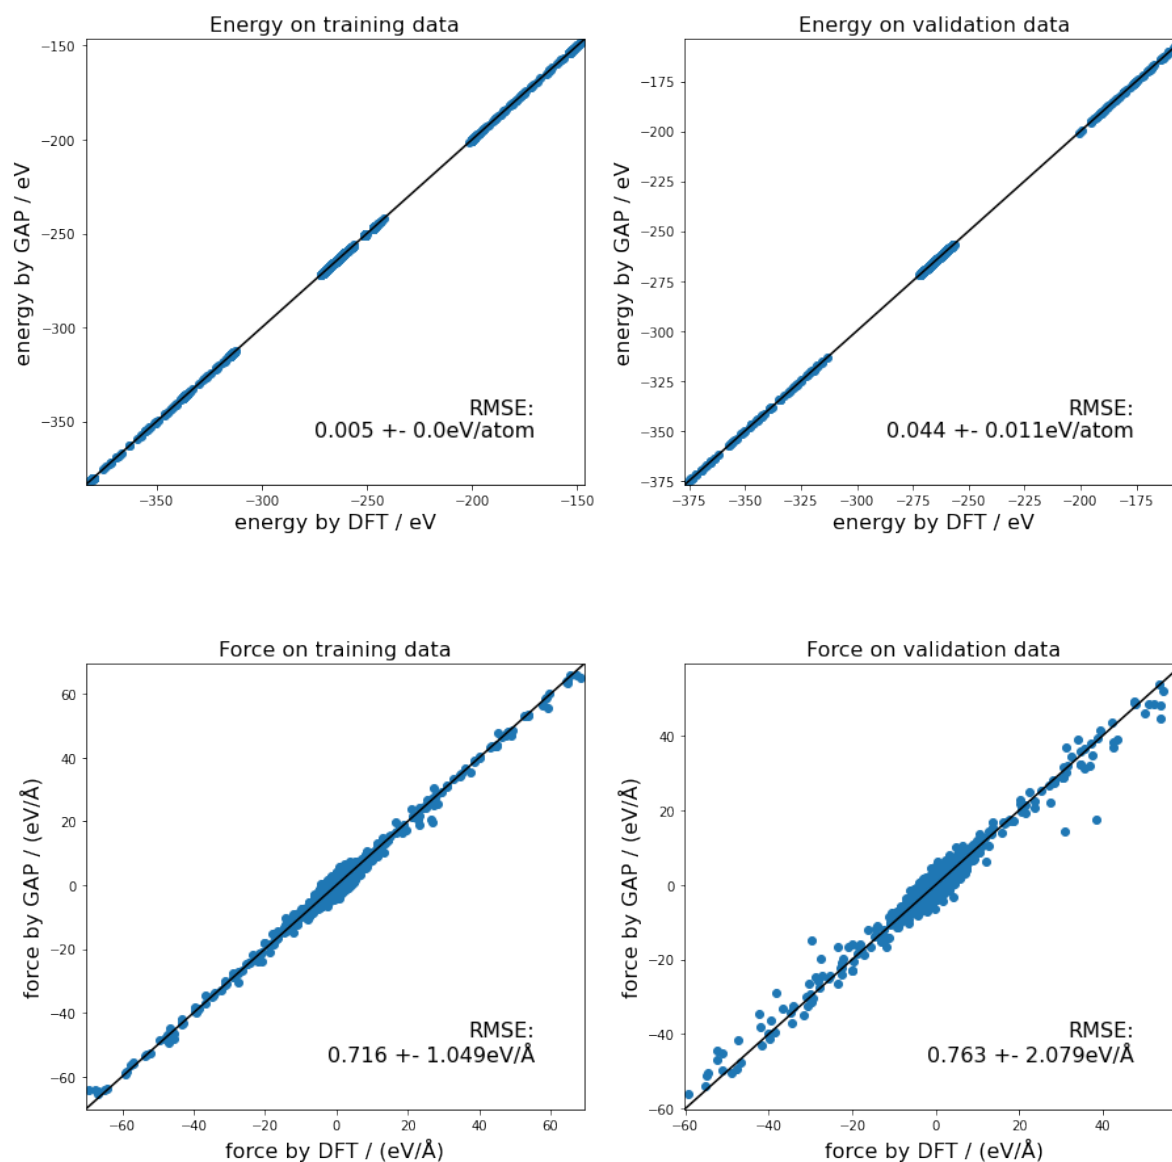 Energy on training data
−150
−200
−250
−300
−350
energy by GAP / eV
RMSE:
0.005 +- 0.0eV/atom
−350
−300
−250
−200
−150
energy by DFT / eV
Energy on validation data
−175
−200
−225
−250
−275
−300
−325
−350
−375
energy by GAP / eV
RMSE:
0.044 +- 0.011eV/atom
−375
−350
−325
−300
−275
−250
−225
−200
−175
energy by DFT / eV
Force on training data
60
40
20
0
−20
−40
−60
force by GAP / (eV/Å)
RMSE:
0.716 +- 1.049eV/Å
−60
−40
−20
0
20
40
60
force by DFT / (eV/Å)
Force on validation data
40
20
0
−20
−40
−60
force by GAP / (eV/Å)
RMSE:
0.763 +- 2.079eV/Å
−60
−40
−20
0
20
40
force by DFT / (eV/Å)